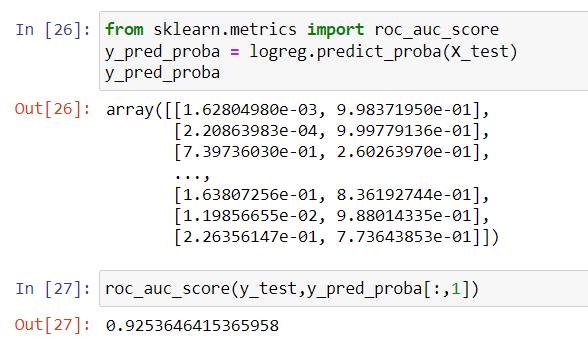 In [26]: from sklearn.metrics import roc_auc_score
y_pred_proba = logreg.predict_proba(X_test)
y_pred_proba
Out[26]: array([[1.62804980e-03, 9.98371950e-01],
[2.20863983e-04, 9.99779136e-01],
[7.39736030e-01, 2.60263970e-01],
...,
[1.63807256e-01, 8.36192744e-01],
[1.19856655e-02, 9.88014335e-01],
[2.26356147e-01, 7.73643853e-01]])
In [27]: roc_auc_score(y_test,y_pred_proba[:,1])
Out[27]: 0.9253646415365958